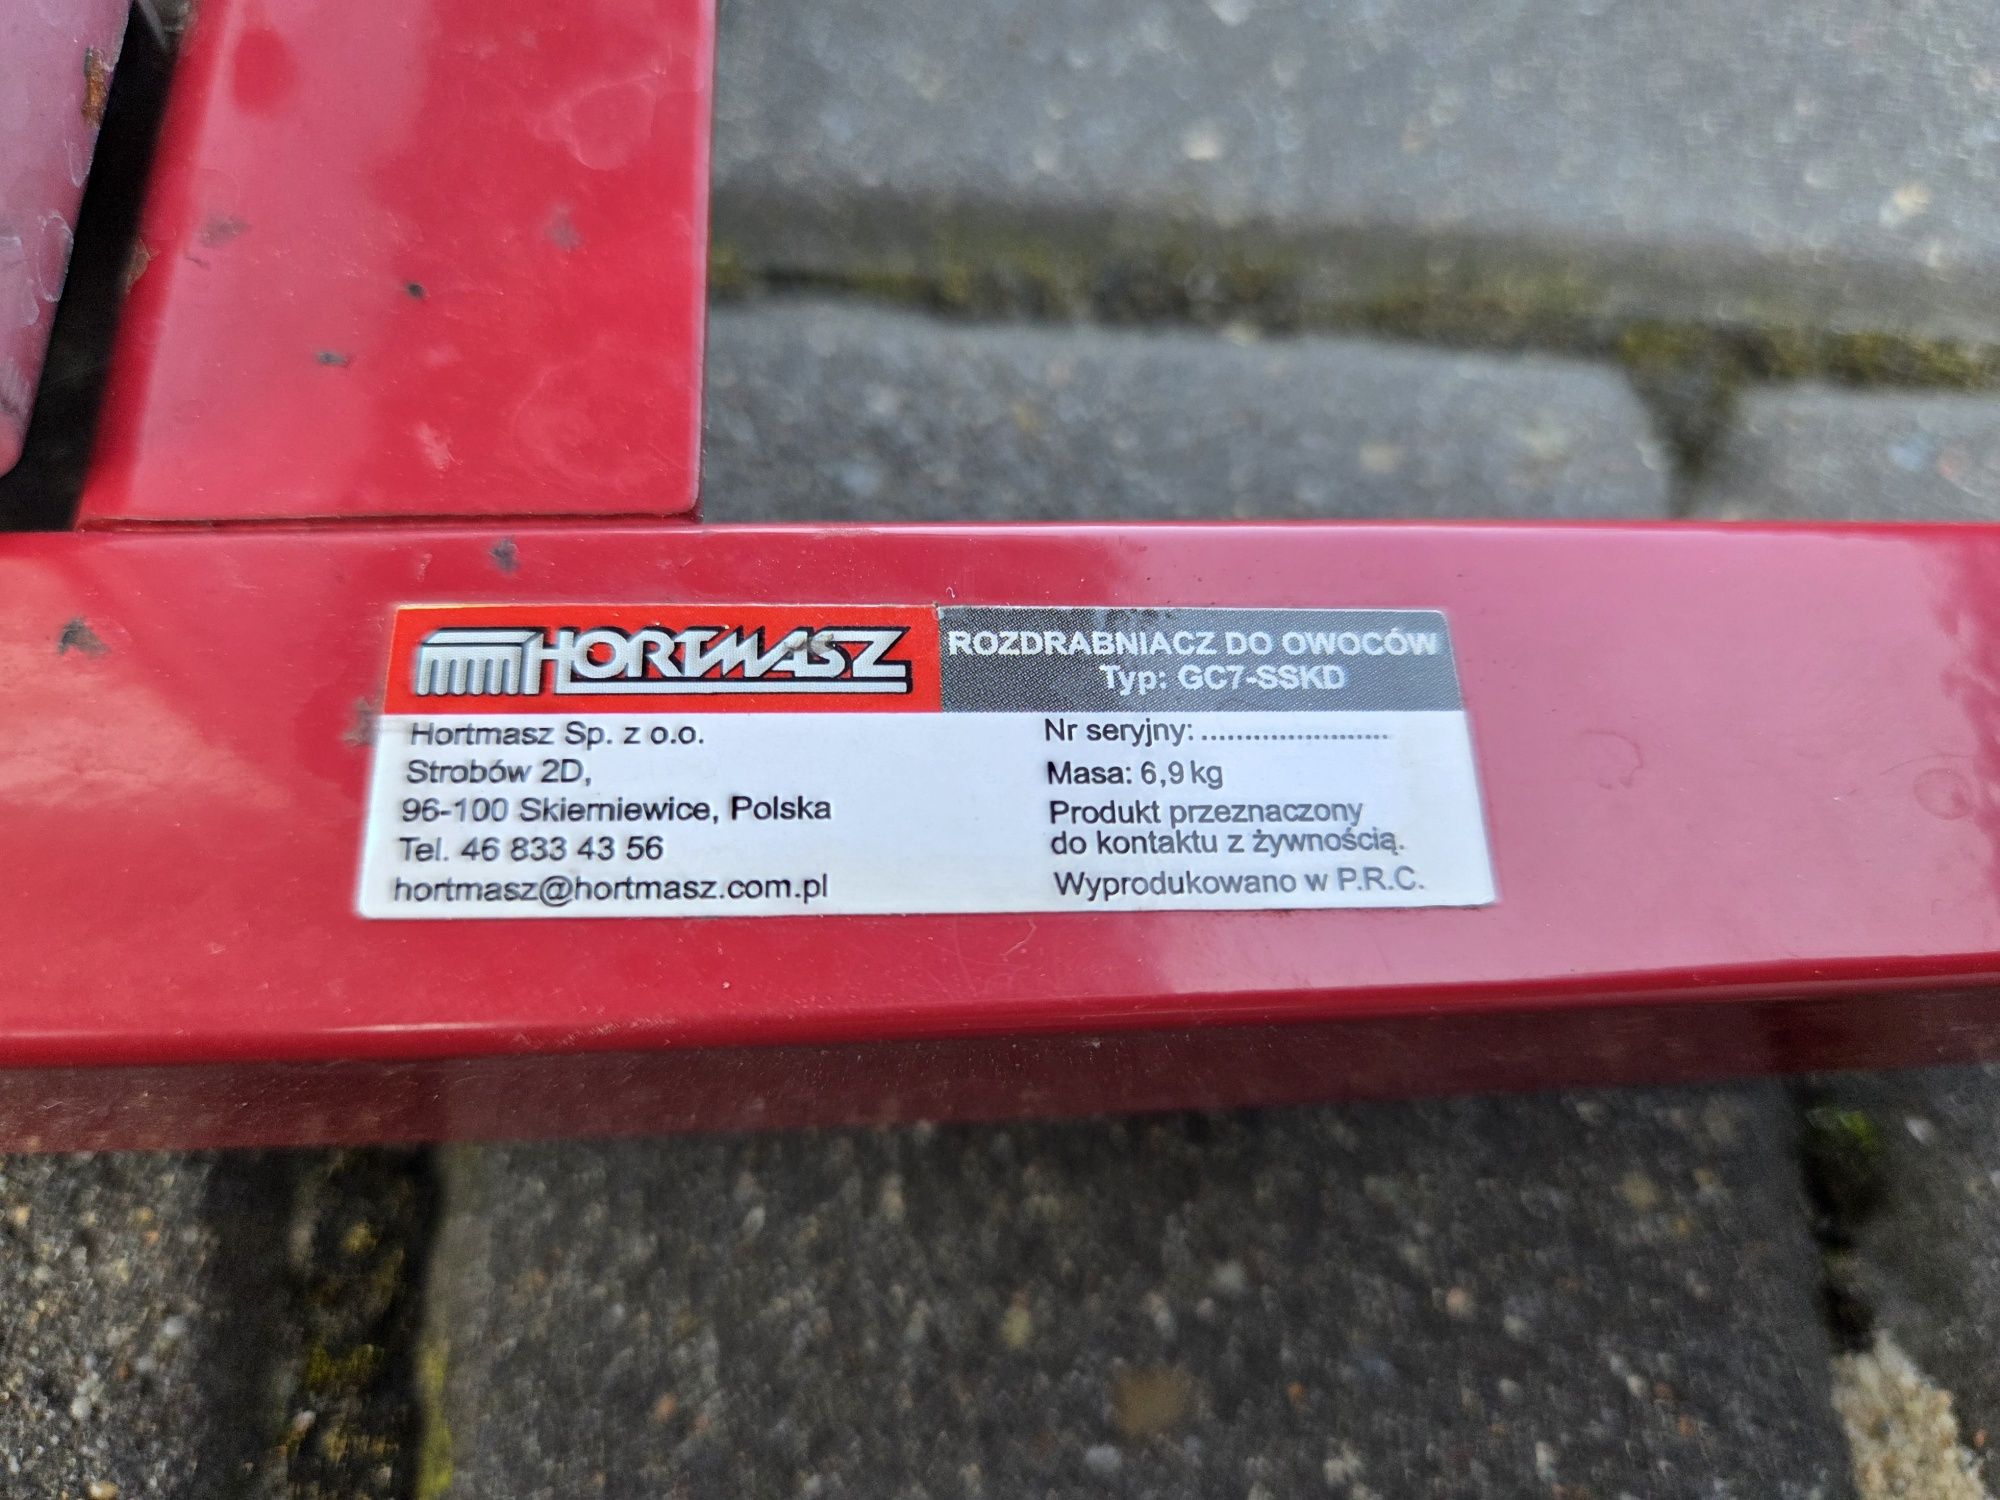 HORTMASZ
ROZDRABNIACZ DO OWOCÓW
Typ: GC7-SSKD
Hortmasz Sp. z o.o.
Strobów 2D,
96-100 Skierniewice, Polska
Tel. 46 833 43 56
hortmasz@hortmasz.com.pl
Nr seryjny: ......................
Masa: 6,9 kg
Produkt przeznaczony
do kontaktu z żywnością.
Wyprodukowano w P.R.C.